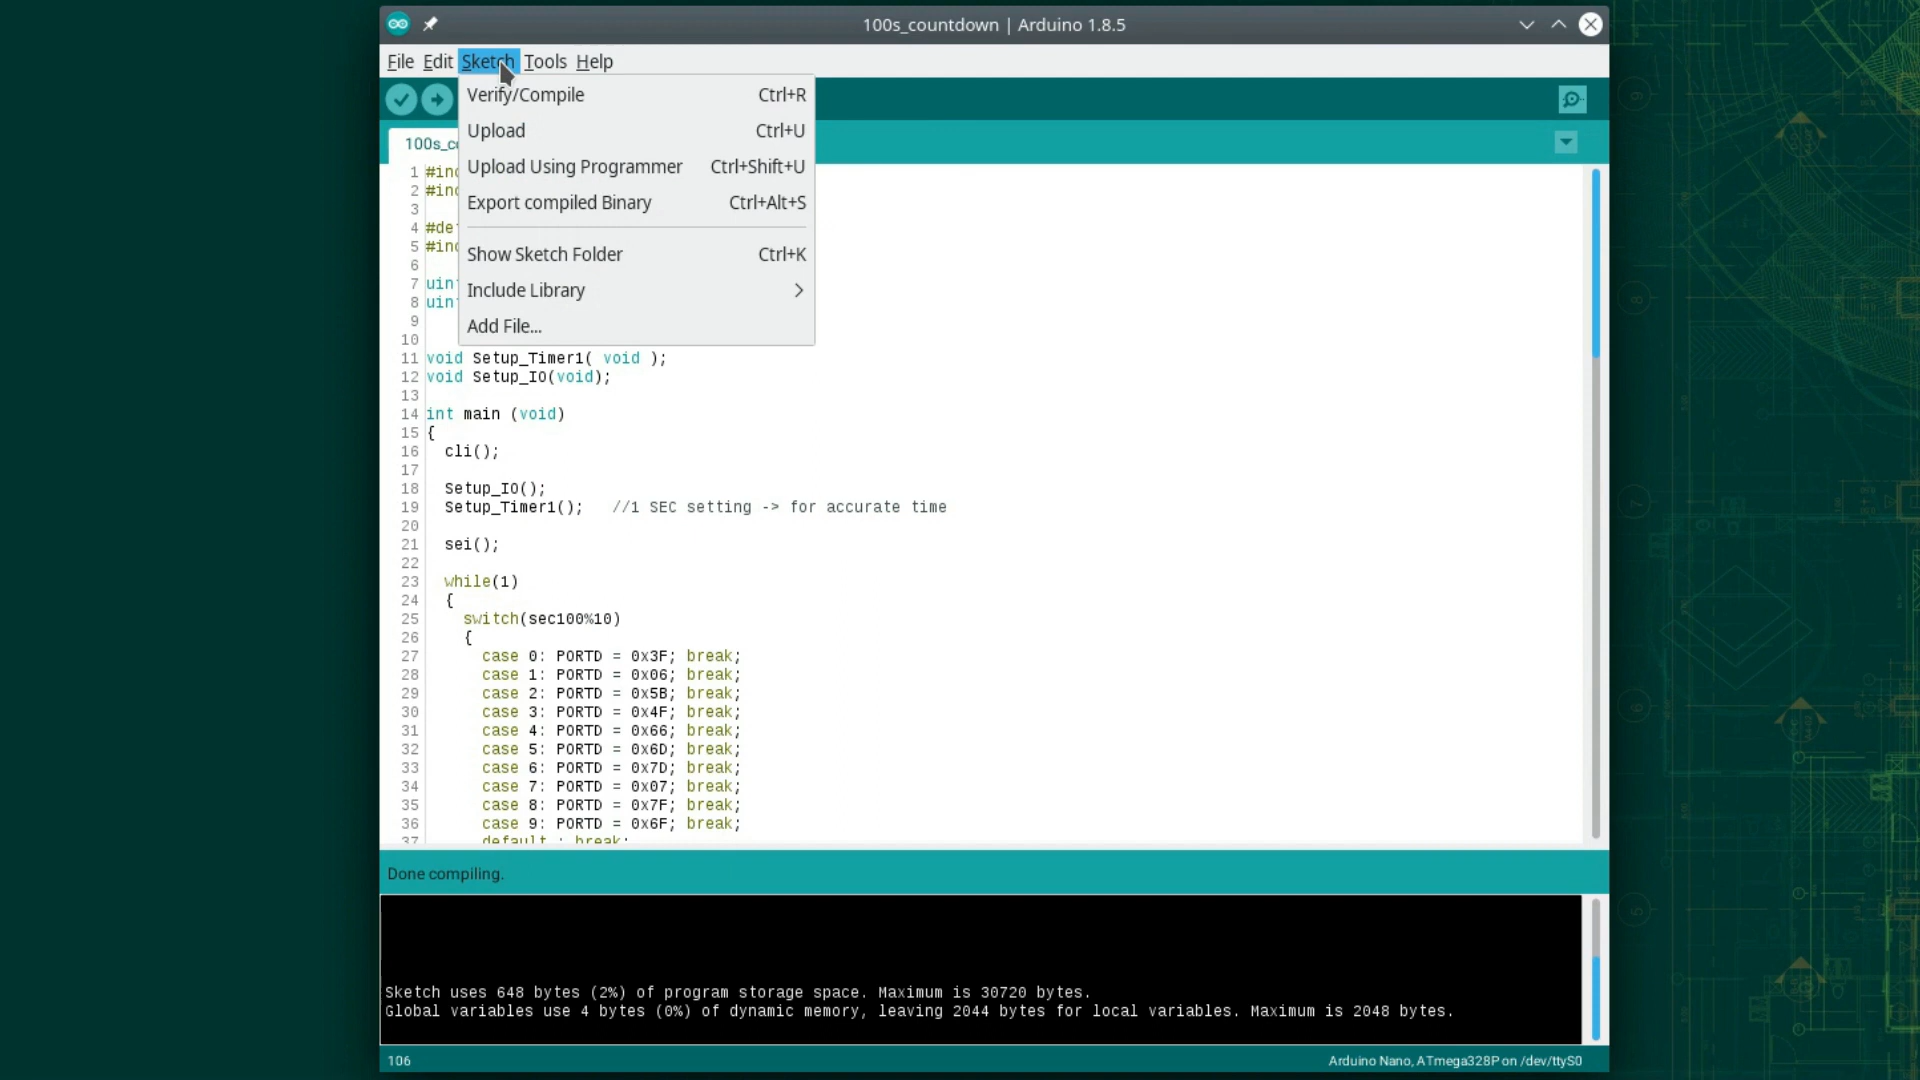 100s_countdown | Arduino 1.8.5
File Edit Sketch Tools Help
Verify/Compile Ctrl+R
Upload Ctrl+U
Upload Using Programmer Ctrl+Shift+U
Export compiled Binary Ctrl+Alt+S
Show Sketch Folder Ctrl+K
Include Library
Add File...
100s_c
1 #inc
2 #inc
3
4 #de
5 #inc
6
7 uin
8 uin
9
10
11 void Setup_Timer1( void );
12 void Setup_IO(void);
13
14 int main (void)
15 {
16 cli();
17
18 Setup_IO();
19 Setup_Timer1(); //1 SEC setting -> for accurate time
20
21 sei();
22
23 while(1)
24 {
25 switch(sec100%10)
26 {
27 case 0: PORTD = 0x3F; break;
28 case 1: PORTD = 0x06; break;
29 case 2: PORTD = 0x5B; break;
30 case 3: PORTD = 0x4F; break;
31 case 4: PORTD = 0x66; break;
32 case 5: PORTD = 0x6D; break;
33 case 6: PORTD = 0x7D; break;
34 case 7: PORTD = 0x07; break;
35 case 8: PORTD = 0x7F; break;
36 case 9: PORTD = 0x6F; break;
37 default : break;
Done compiling.
Sketch uses 648 bytes (2%) of program storage space. Maximum is 30720 bytes.
Global variables use 4 bytes (0%) of dynamic memory, leaving 2044 bytes for local variables. Maximum is 2048 bytes.
106 Arduino Nano, ATmega328P on /dev/ttyS0